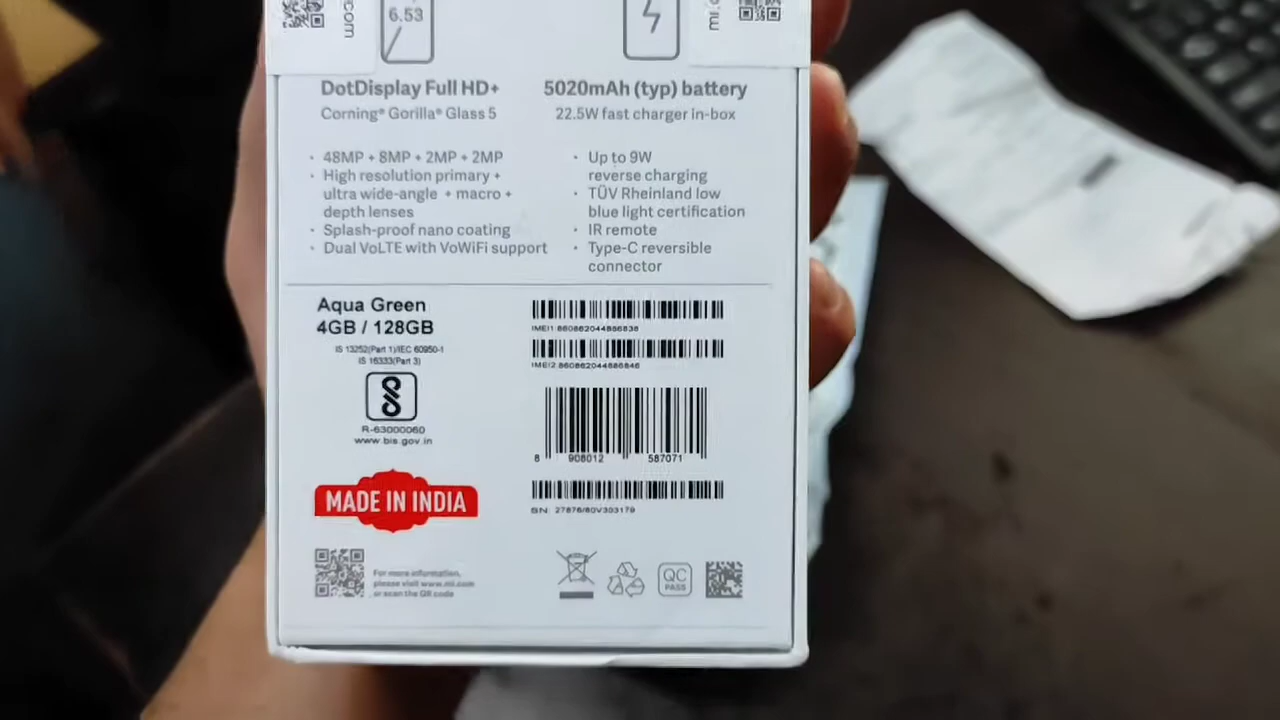 6.53
.com
mi.c
DotDisplay Full HD+
Corning® Gorilla® Glass 5
5020mAh (typ) battery
22.5W fast charger in-box
• 48MP + 8MP + 2MP + 2MP
• High resolution primary +
ultra wide-angle + macro +
depth lenses
• Splash-proof nano coating
• Dual VoLTE with VoWiFi support
• Up to 9W
reverse charging
• TÜV Rheinland low
blue light certification
• IR remote
• Type-C reversible
connector
Aqua Green
4GB / 128GB
IS 13252(Part 1)/IEC 60950-1
IS 16333(Part 3)
R-63000060
www.bis.gov.in
MADE IN INDIA
For more information,
please visit www.mi.com
or scan the QR code
IMEI1:860862044886838
IMEI2:860862044886846
8 908012 587071
SN: 27876/80V303179
QC
PASS